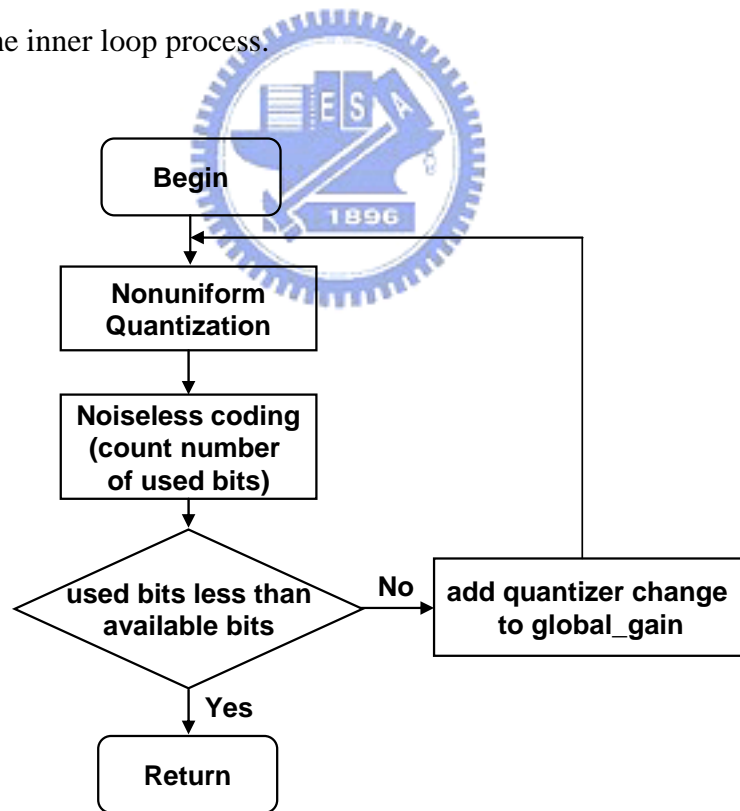 ne inner loop process.
E S A
1896
Begin
Nonuniform
Quantization
Noiseless coding
(count number
of used bits)
used bits less than
available bits
No
add quantizer change
to global_gain
Yes
Return